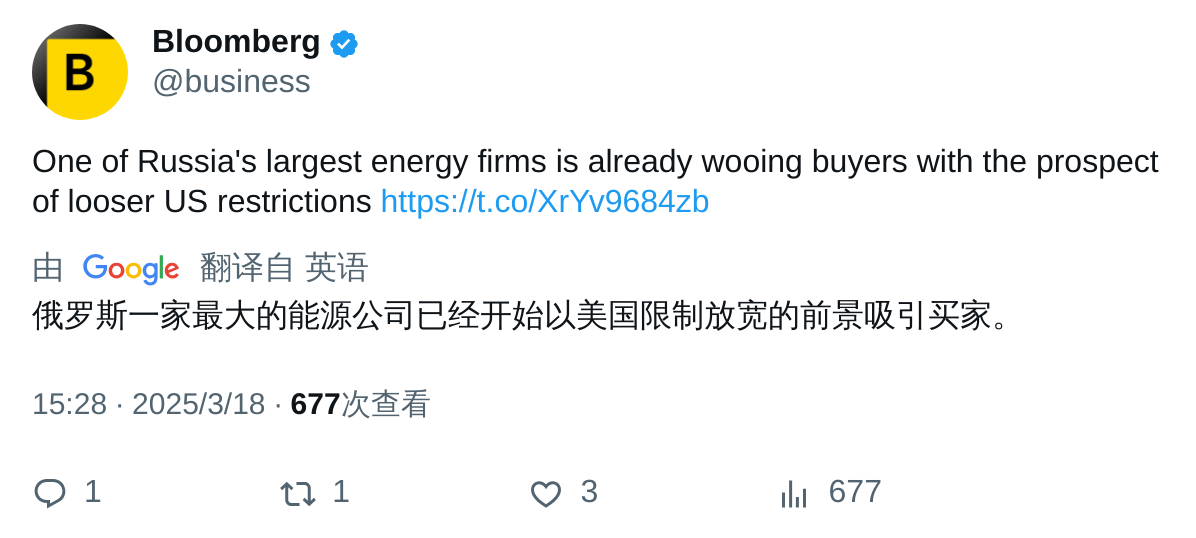 B
Bloomberg
@business
One of Russia's largest energy firms is already wooing buyers with the prospect
of looser US restrictions https://t.co/XrYv9684zb
由 Google 翻译自 英语
俄罗斯一家最大的能源公司已经开始以美国限制放宽的前景吸引买家。
15:28 · 2025/3/18 · 677次查看
1 1 3 677